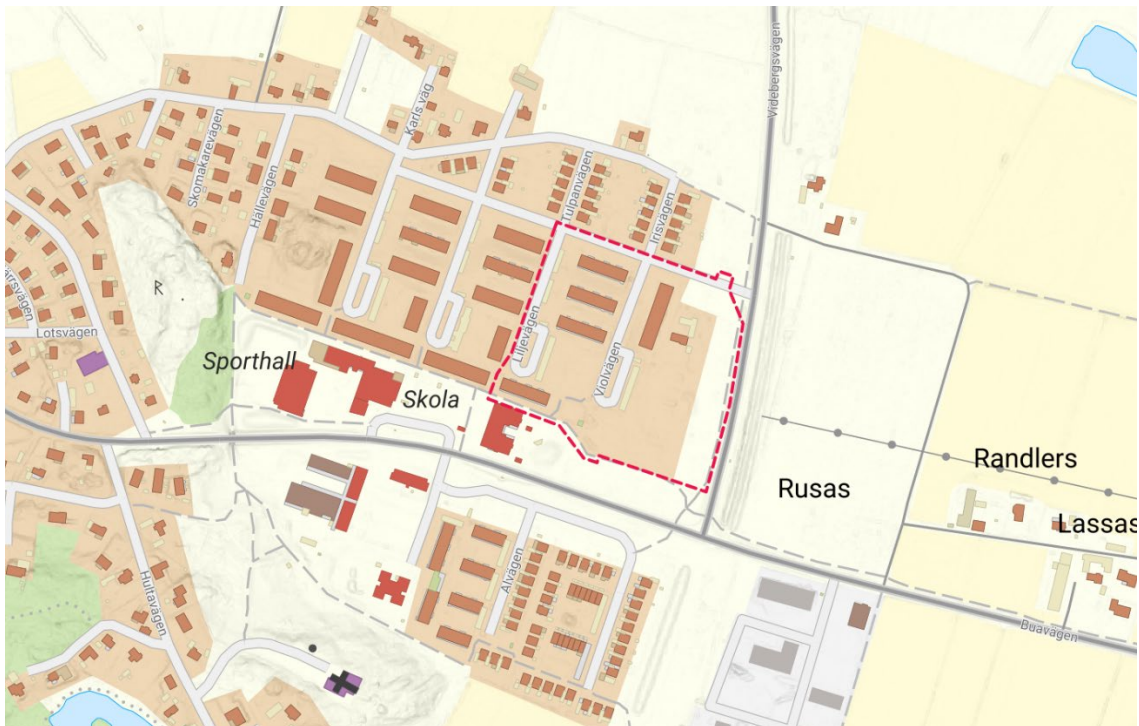 Videbergsvägen
Karls väg
Skomakarevägen
Hällevägen
Tulpanvägen
Irisvägen
R
Lotsvägen
Sporthall
Skola
Liljevägen
Violvägen
Rusas
Randlers
Lassas
Hultavägen
Alvägen
Buavägen